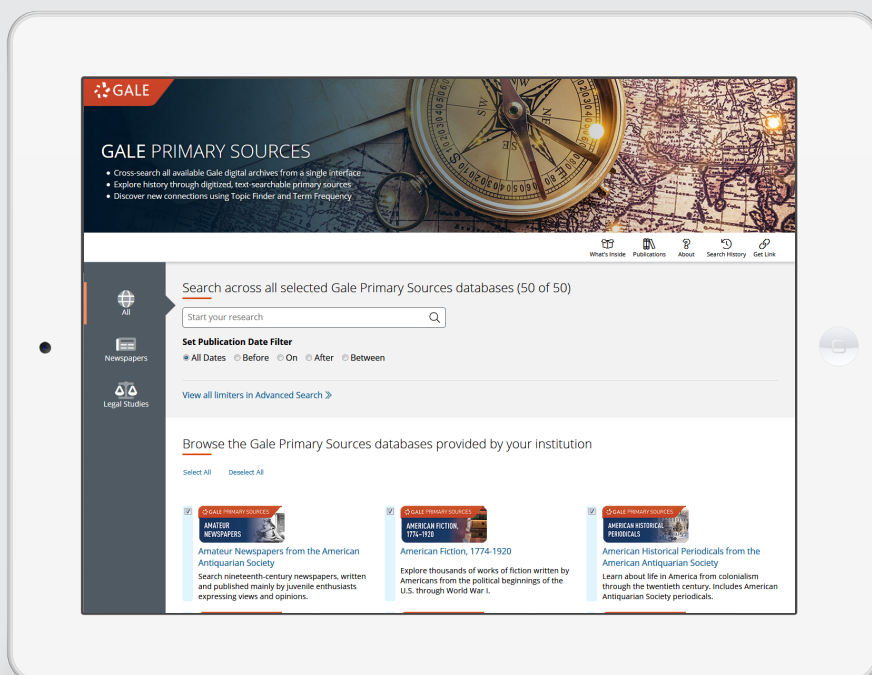 GALE
GALE PRIMARY SOURCES
• Cross-search all available Gale digital archives from a single interface
• Explore history through digitized, text-searchable primary sources
• Discover new connections using Topic Finder and Term Frequency
What's Inside
Publications
About
Search History
Get Link
All
Newspapers
Legal Studies
Search across all selected Gale Primary Sources databases (50 of 50)
Start your research
Set Publication Date Filter
All Dates Before On After Between
View all limiters in Advanced Search »
Browse the Gale Primary Sources databases provided by your institution
Select All Deselect All
GALE PRIMARY SOURCES
AMATEUR
NEWSPAPERS
Amateur Newspapers from the American
Antiquarian Society
Search nineteenth-century newspapers, written
and published mainly by juvenile enthusiasts
expressing views and opinions.
GALE PRIMARY SOURCES
AMERICAN FICTION,
1774–1920
American Fiction, 1774-1920
Explore thousands of works of fiction written by
Americans from the political beginnings of the
U.S. through World War I.
GALE PRIMARY SOURCES
AMERICAN HISTORICAL
PERIODICALS
American Historical Periodicals from the
American Antiquarian Society
Learn about life in America from colonialism
through the twentieth century. Includes American
Antiquarian Society periodicals.